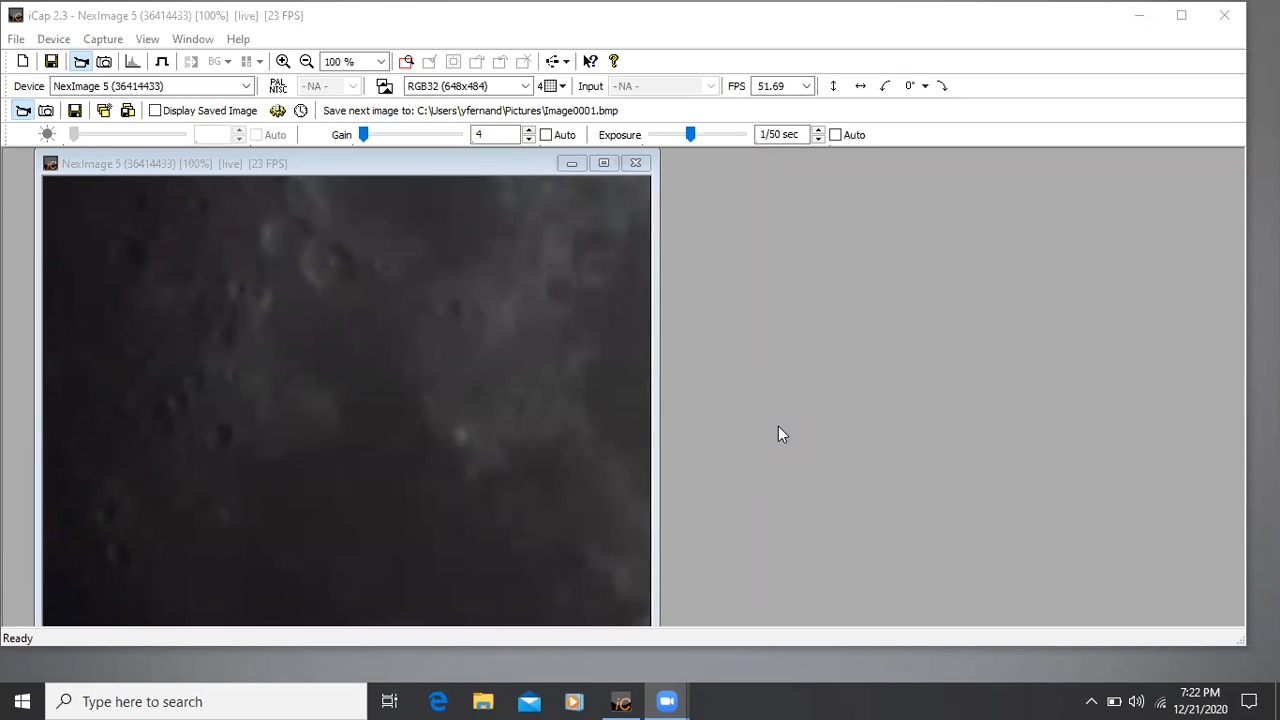 iCap 2.3 - NexImage 5 (36414433) [100%] [live] [23 FPS]
File Device Capture View Window Help
BG 100 %
Device NexImage 5 (36414433) PAL NTSC - NA - RGB32 (648x484) 4 Input - NA - FPS 51.69 0°
Display Saved Image Save next image to: C:\Users\yfernand\Pictures\Image0001.bmp
Auto Gain 4 Auto Exposure 1/50 sec Auto
NexImage 5 (36414433) [100%] [live] [23 FPS]
Ready
Type here to search
7:22 PM
12/21/2020